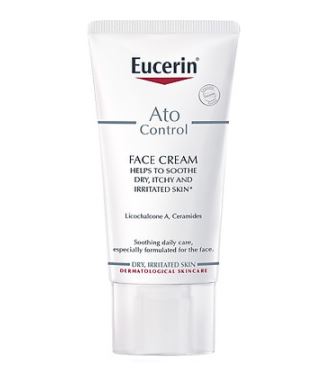 Eucerin®
Ato
Control
FACE CREAM
HELPS TO SOOTHE
DRY, ITCHY AND
IRRITATED SKIN*
Licochalcone A, Ceramides
Soothing daily care,
especially formulated for the face.
DRY, IRRITATED SKIN
DERMATOLOGICAL SKINCARE